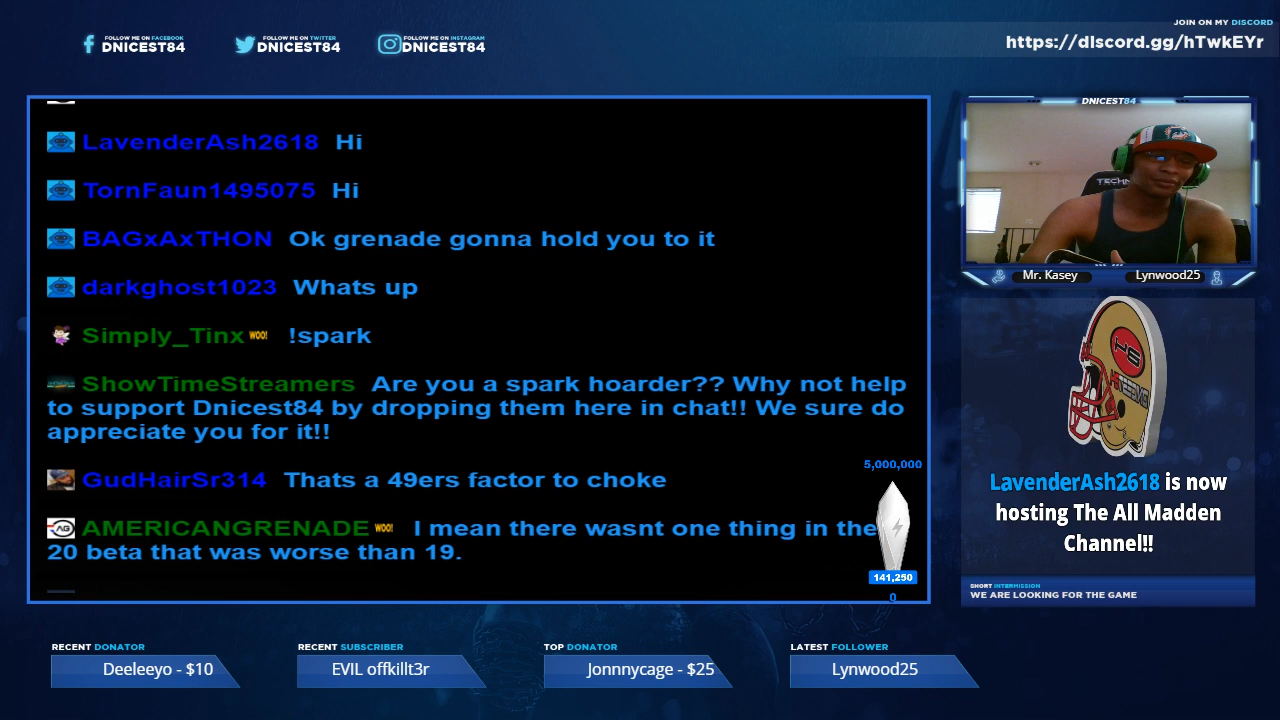 FOLLOW ME ON FACEBOOK
DNICEST84
FOLLOW ME ON TWITTER
DNICEST84
FOLLOW ME ON INSTAGRAM
DNICEST84
JOIN ON MY DISCORD
https://discord.gg/hTwkEYr
LavenderAsh2618 Hi
TornFaun1495075 Hi
BAGxAxTHON Ok grenade gonna hold you to it
darkghost1023 Whats up
Simply_Tinx WOO! !spark
ShowTimeStreamers Are you a spark hoarder?? Why not help
to support Dnicest84 by dropping them here in chat!! We sure do
appreciate you for it!!
GudHairSr314 Thats a 49ers factor to choke
AMERICANGRENADE WOO! I mean there wasnt one thing in the
20 beta that was worse than 19.
5,000,000
141,250
0
DNICEST84
TECHN
Mr. Kasey
Lynwood25
LavenderAsh2618 is now
hosting The All Madden
Channel!!
SHORT INTERMISSION
WE ARE LOOKING FOR THE GAME
RECENT DONATOR
Deeleeyo - $10
RECENT SUBSCRIBER
EVIL offkillt3r
TOP DONATOR
Jonnnycage - $25
LATEST FOLLOWER
Lynwood25